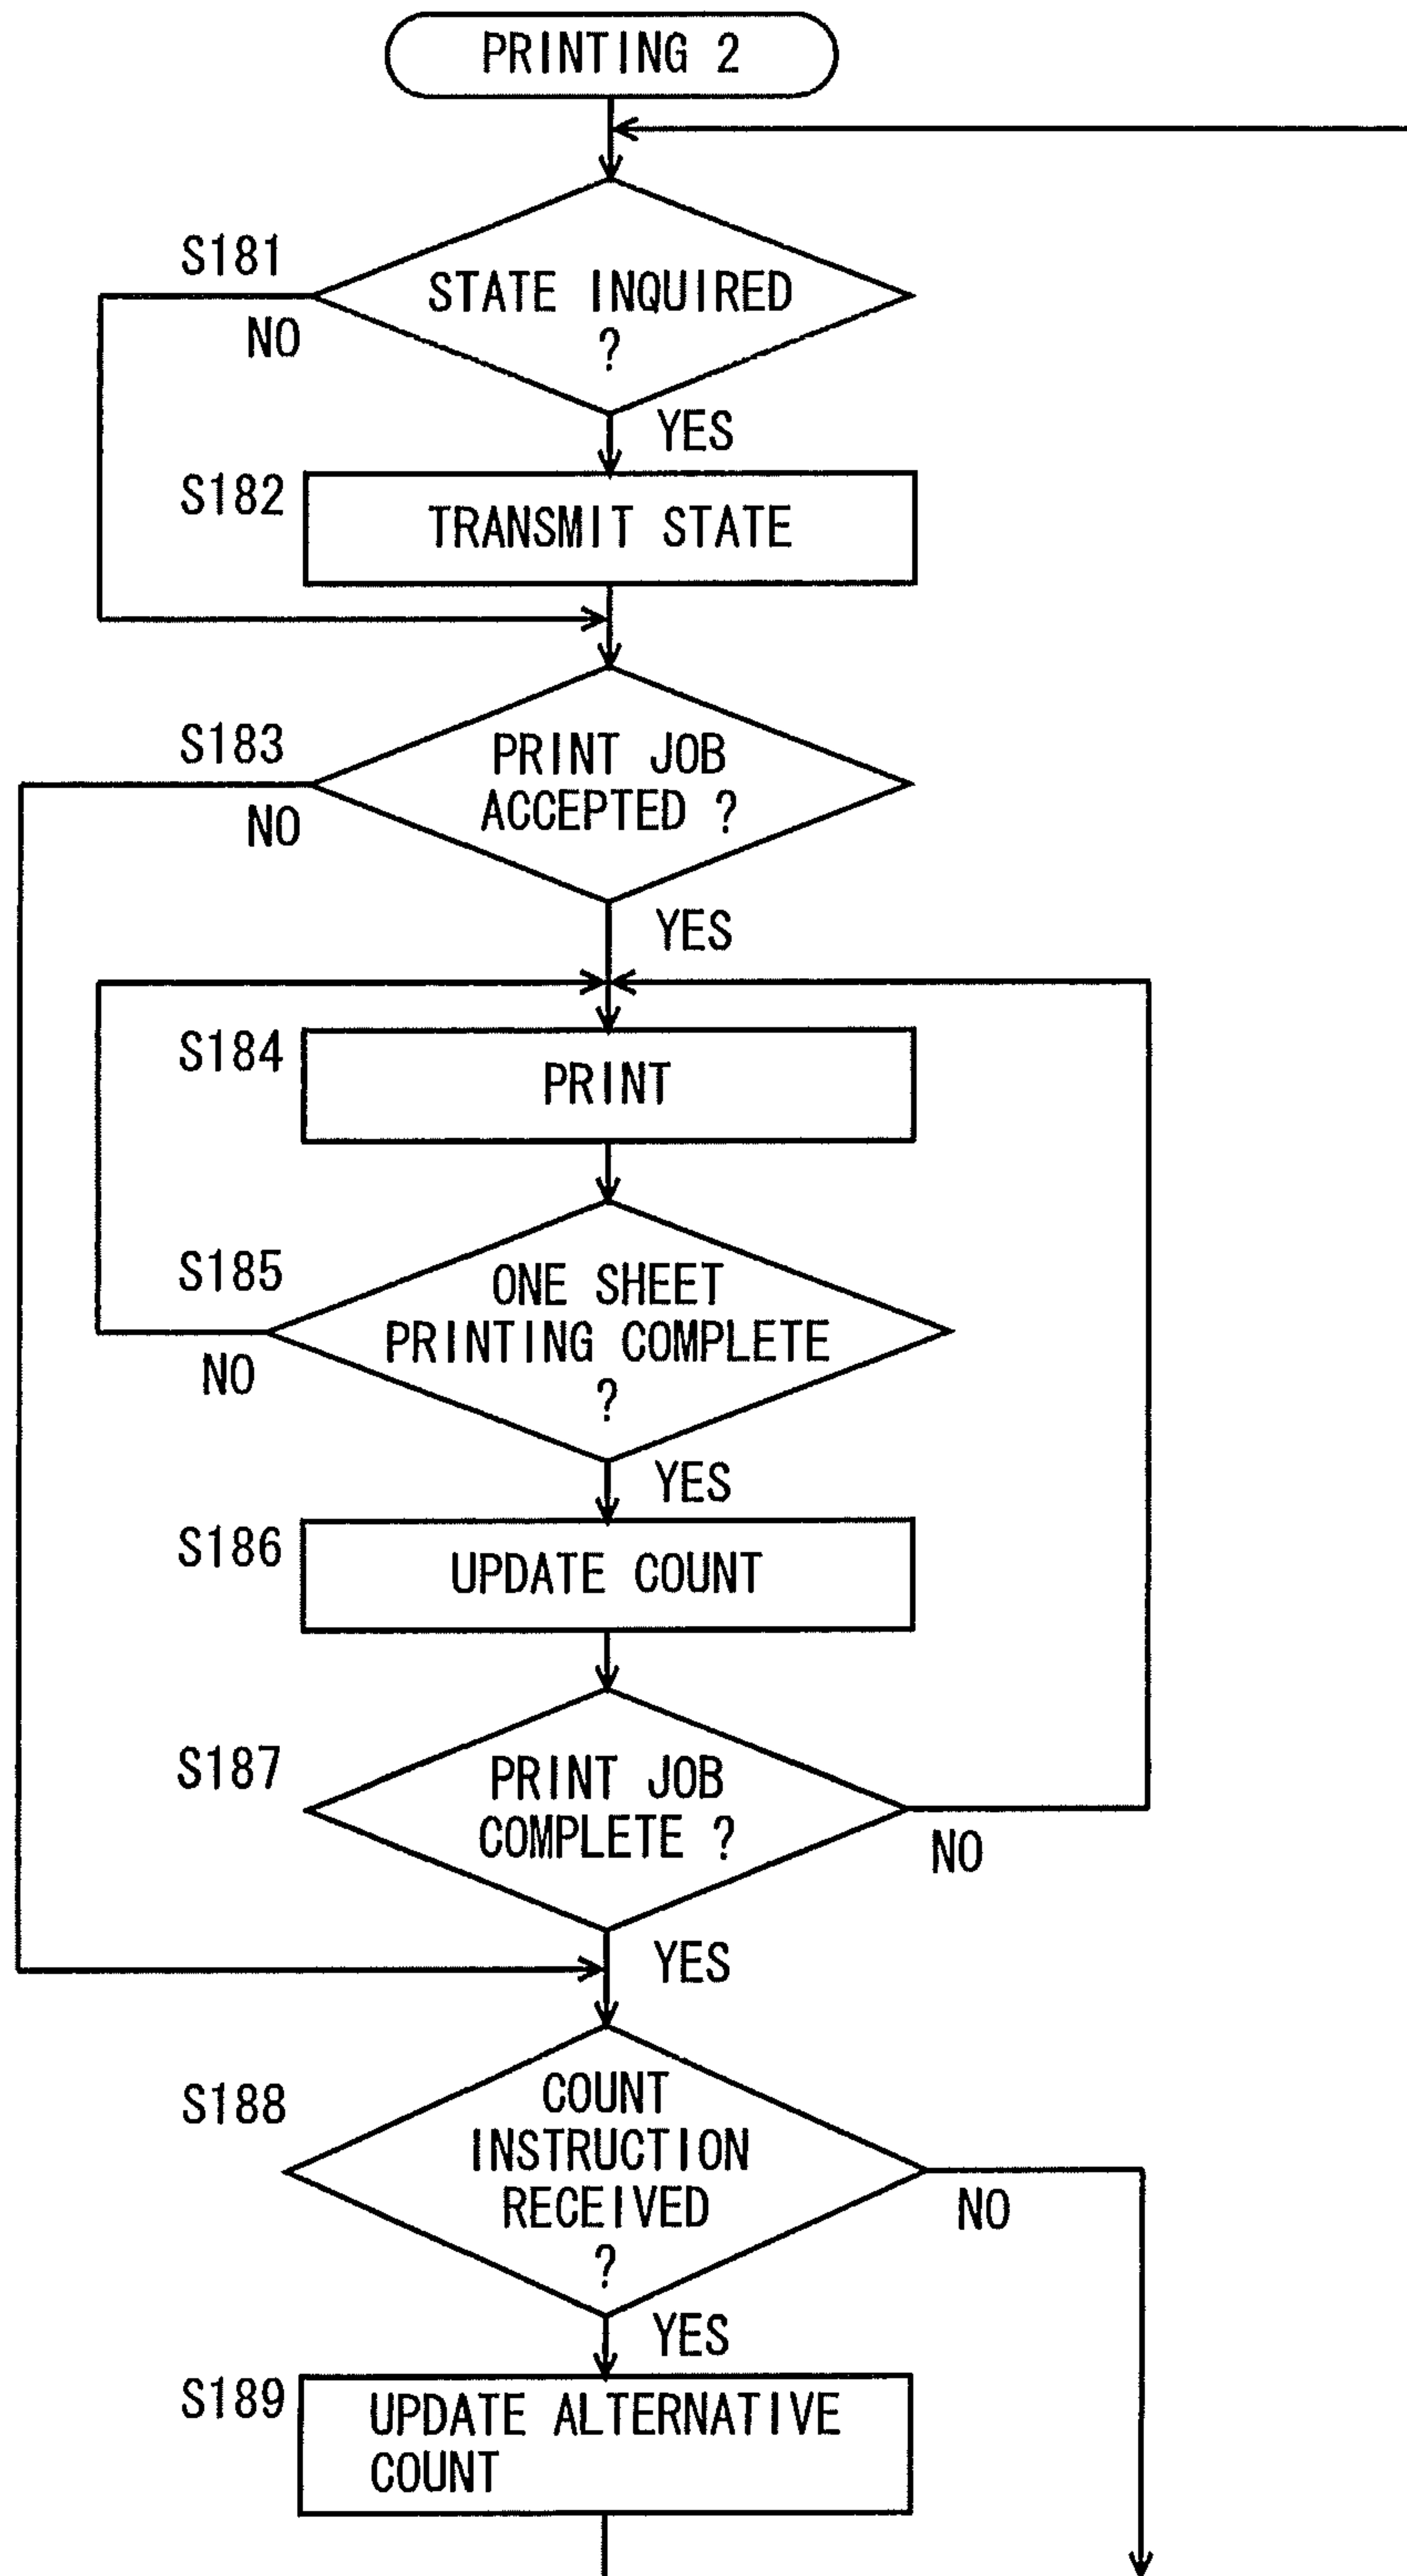 PRINTING 2
S181
STATE INQUIRED
?
NO
YES
S182
TRANSMIT STATE
S183
PRINT JOB
ACCEPTED ?
NO
YES
S184
PRINT
S185
ONE SHEET
PRINTING COMPLETE
?
NO
YES
S186
UPDATE COUNT
S187
PRINT JOB
COMPLETE ?
NO
YES
S188
COUNT
INSTRUCTION
RECEIVED
?
NO
YES
S189
UPDATE ALTERNATIVE
COUNT